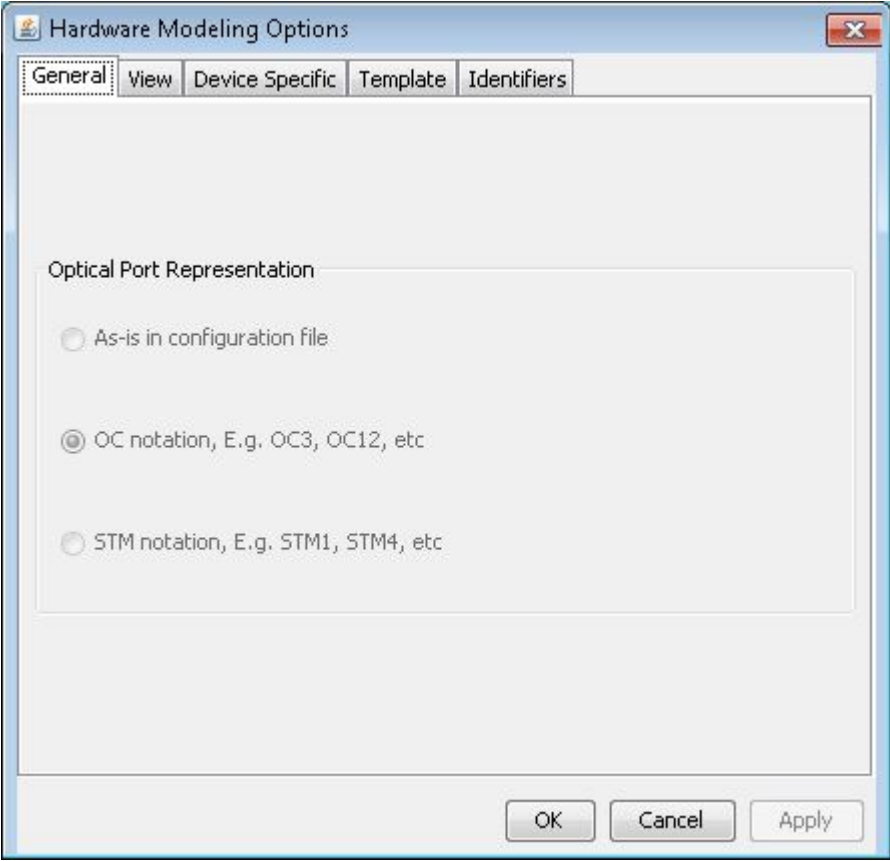 Hardware Modeling Options
General View Device Specific Template Identifiers
Optical Port Representation
As-is in configuration file
OC notation, E.g. OC3, OC12, etc
STM notation, E.g. STM1, STM4, etc
OK Cancel Apply